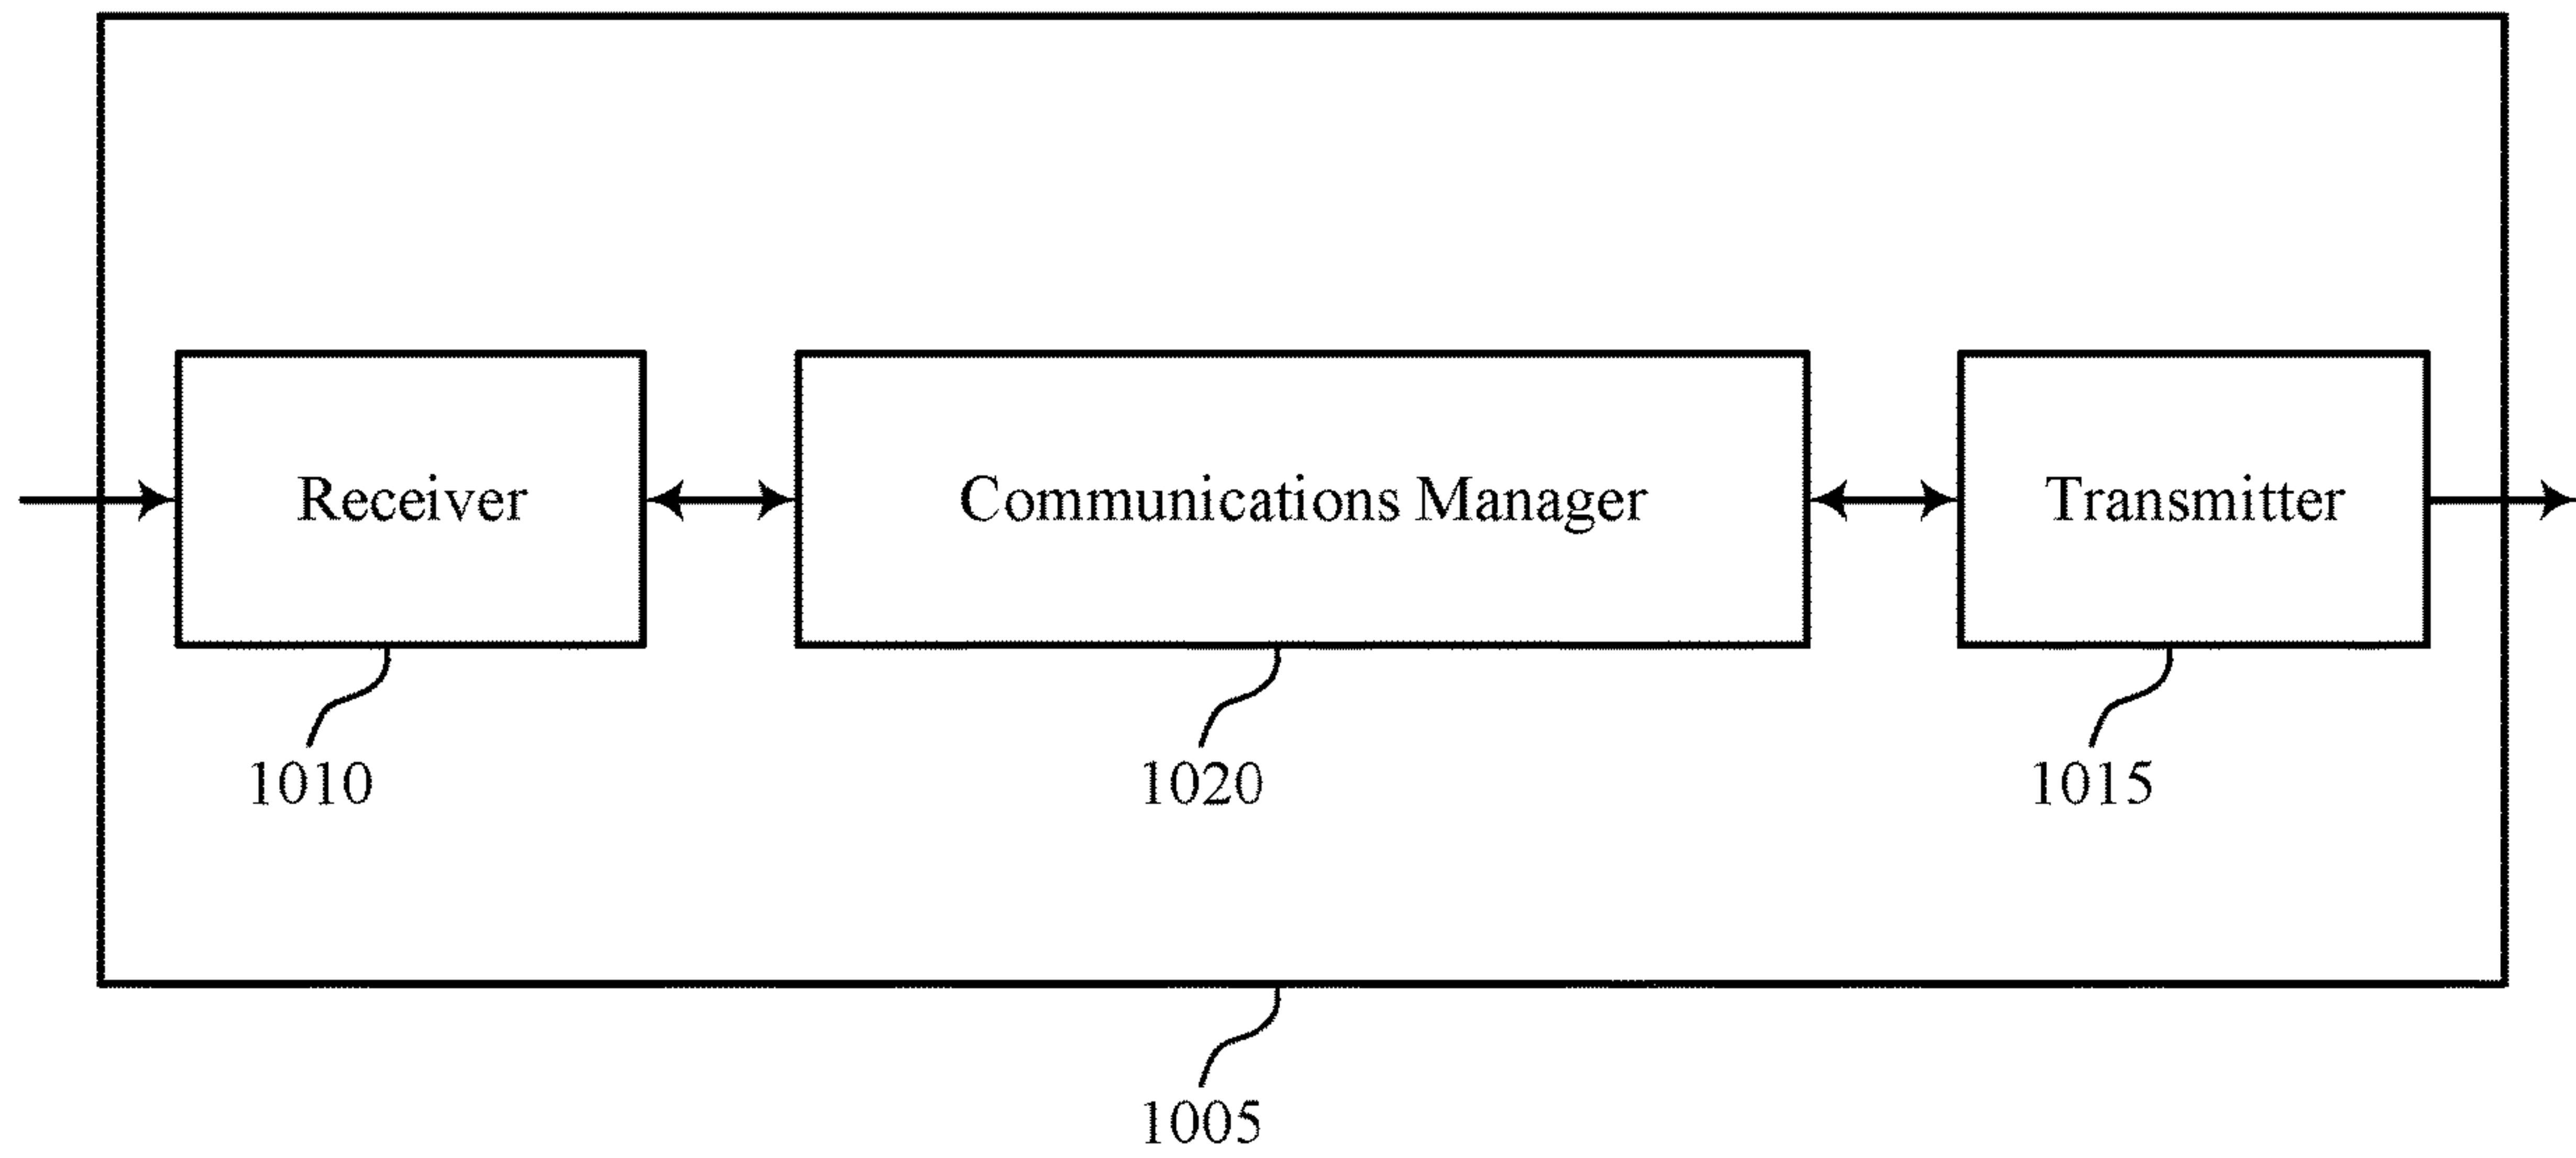 Receiver
Communications Manager
Transmitter
1010
1020
1015
1005